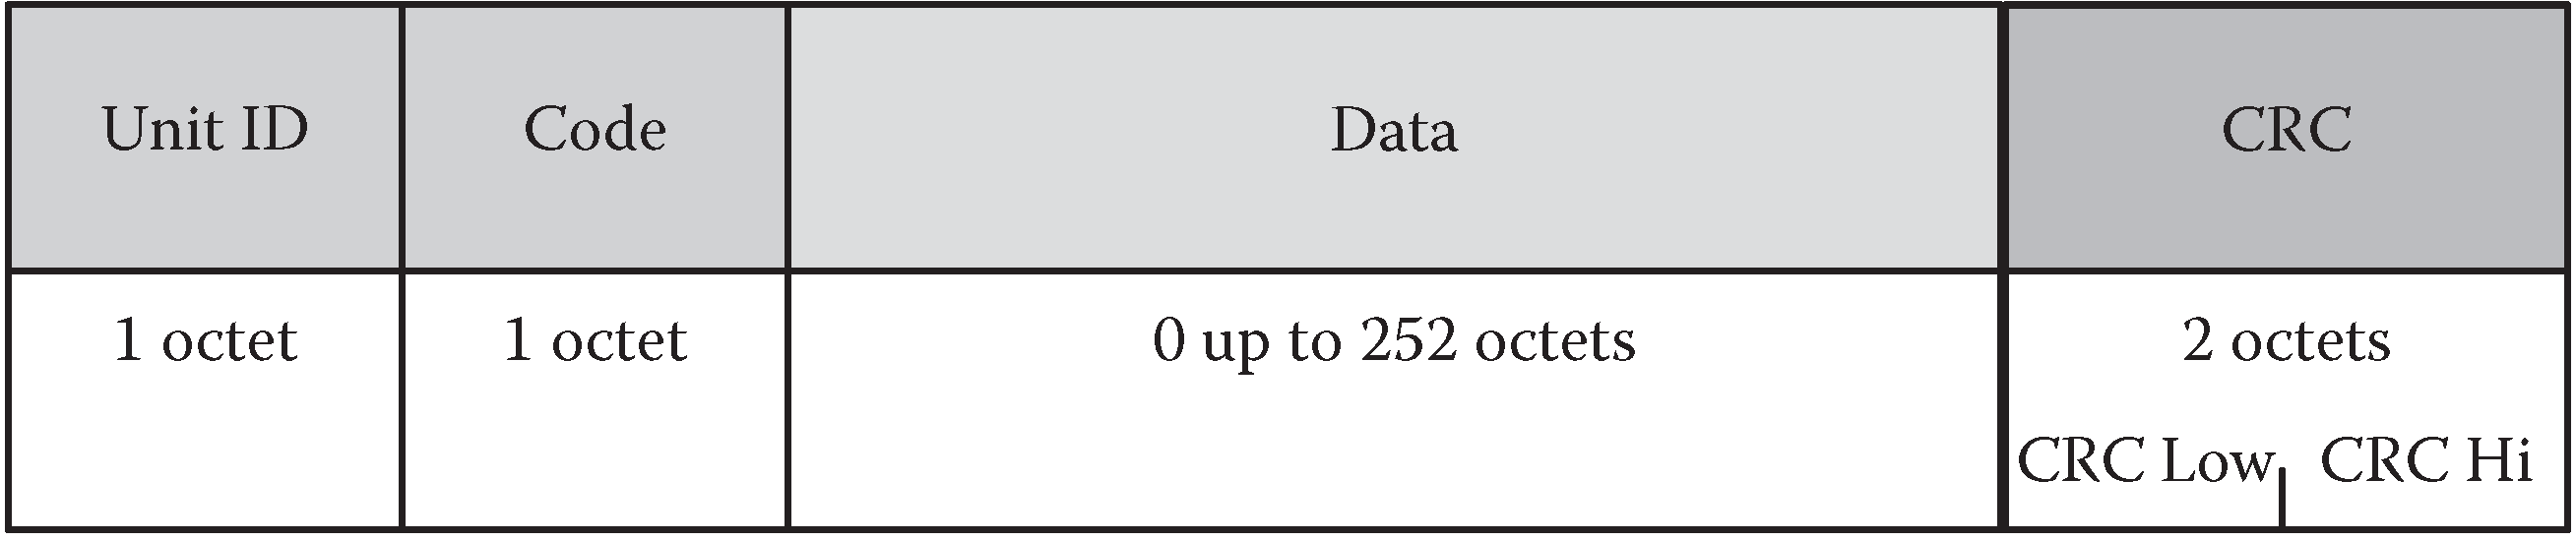 Unit ID Code Data CRC
1 octet 1 octet 0 up to 252 octets 2 octets
CRC Low CRC Hi